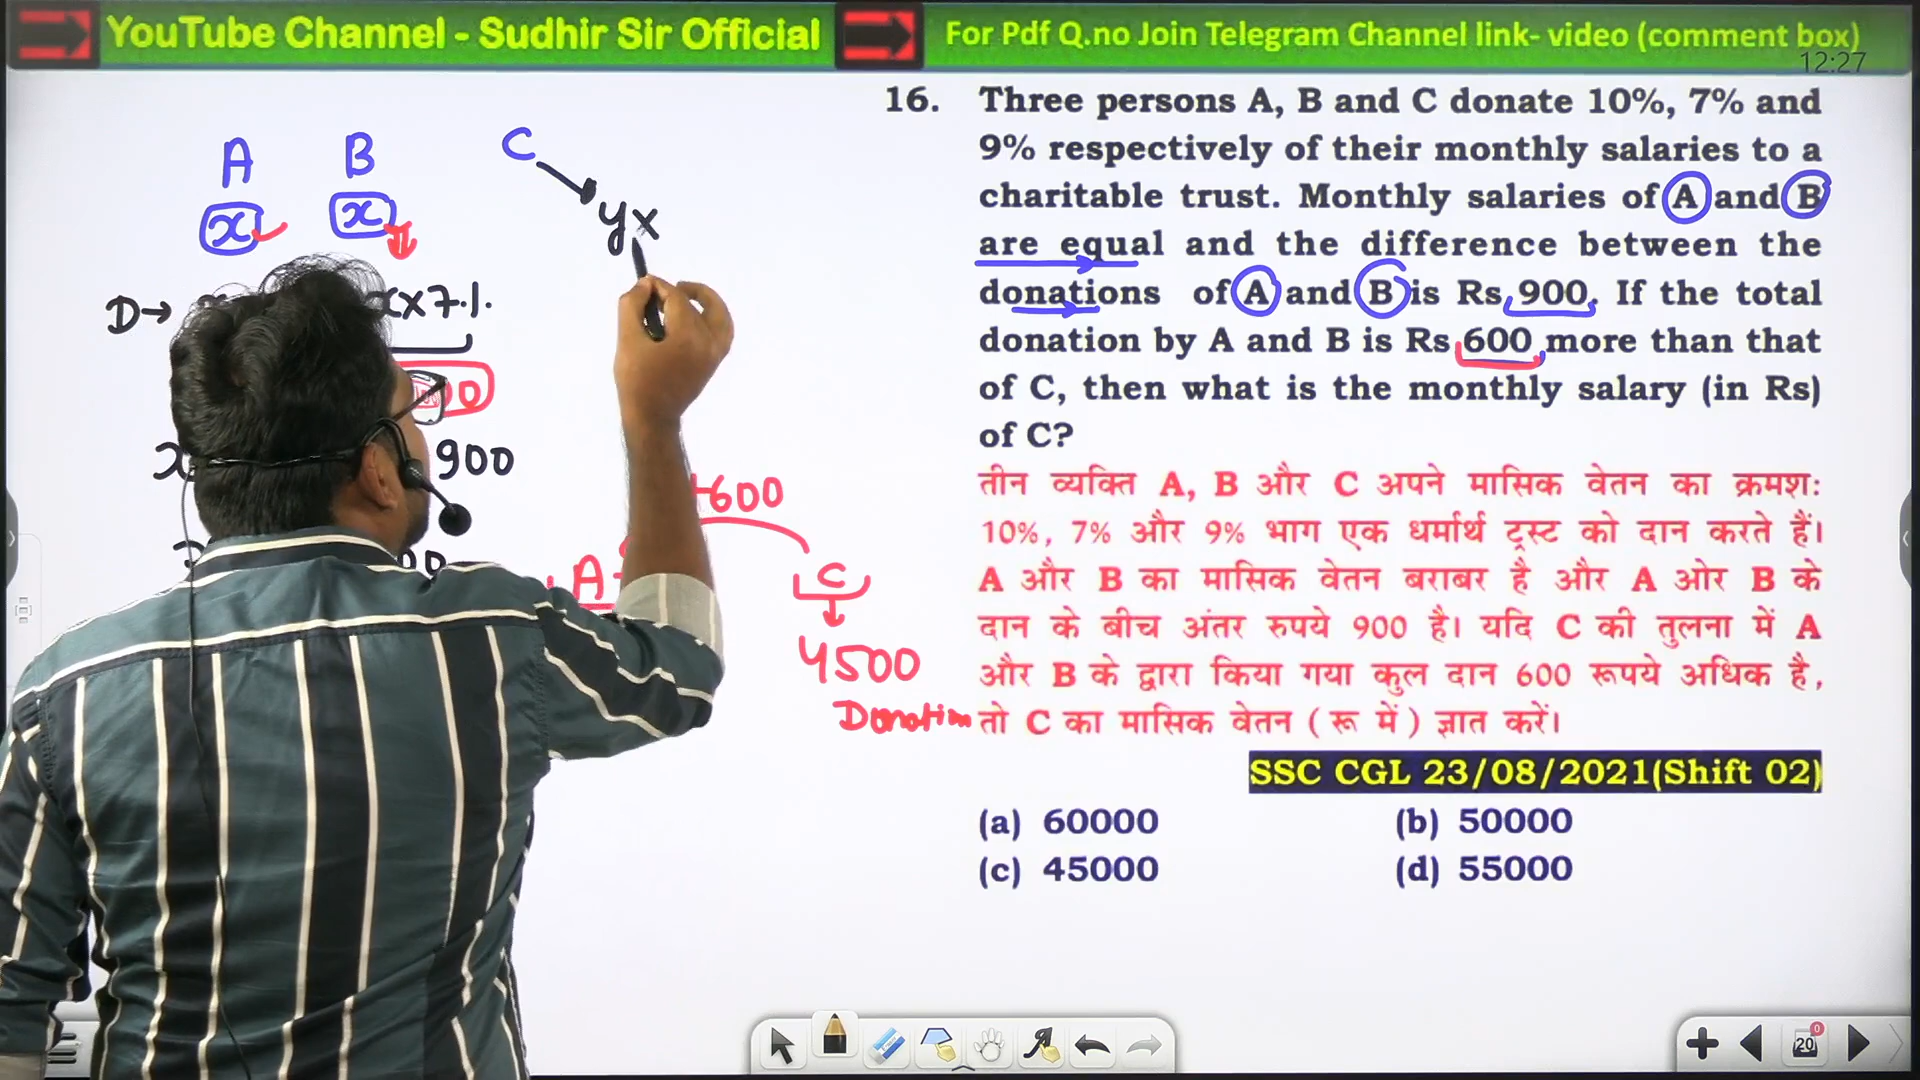 YouTube Channel - Sudhir Sir Official
For Pdf Q.no Join Telegram Channel link- video (comment box)
12:27
16. Three persons A, B and C donate 10%, 7% and
9% respectively of their monthly salaries to a
charitable trust. Monthly salaries of A and B
are equal and the difference between the
donations of A and B is Rs 900. If the total
donation by A and B is Rs 600 more than that
of C, then what is the monthly salary (in Rs)
of C?
तीन व्यक्ति A, B और C अपने मासिक वेतन का क्रमश:
10%, 7% और 9% भाग एक धर्मार्थ ट्रस्ट को दान करते हैं।
A और B का मासिक वेतन बराबर है और A ओर B के
दान के बीच अंतर रुपये 900 है। यदि C की तुलना में A
और B के द्वारा किया गया कुल दान 600 रूपये अधिक है,
तो C का मासिक वेतन ( रू में ) ज्ञात करें।
SSC CGL 23/08/2021(Shift 02)
(a) 60000 (b) 50000
(c) 45000 (d) 55000
A B C
x x yx
D→ x×7%
900
+600
A C
4500
Donation
20
0